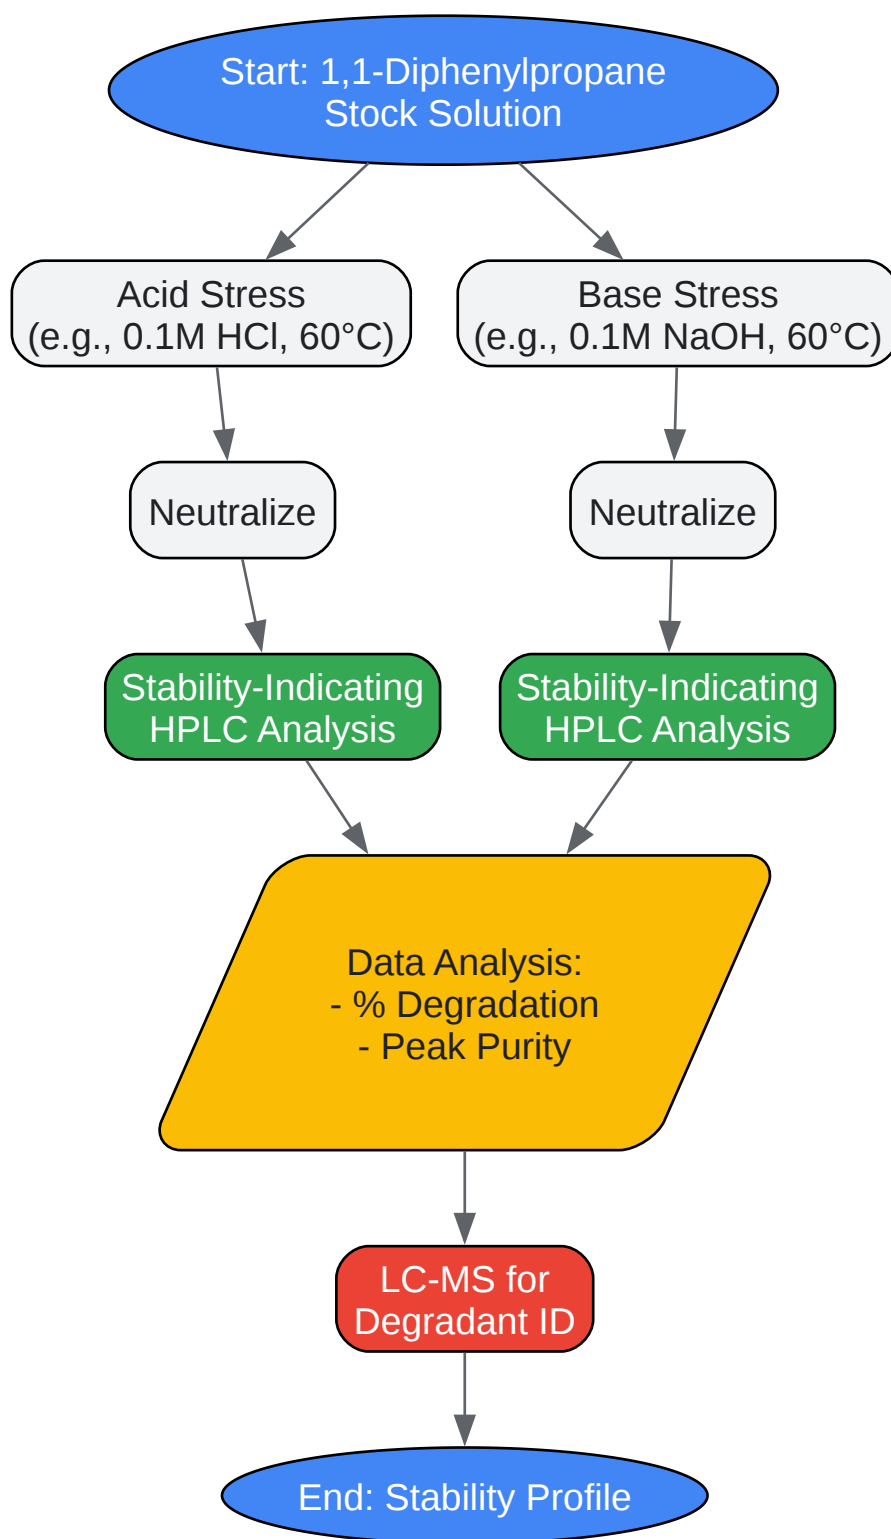 Start: 1,1-Diphenylpropane
Stock Solution
Acid Stress
(e.g., 0.1M HCl, 60°C)
Base Stress
(e.g., 0.1M NaOH, 60°C)
Neutralize
Neutralize
Stability-Indicating
HPLC Analysis
Stability-Indicating
HPLC Analysis
Data Analysis:
- % Degradation
- Peak Purity
LC-MS for
Degradant ID
End: Stability Profile